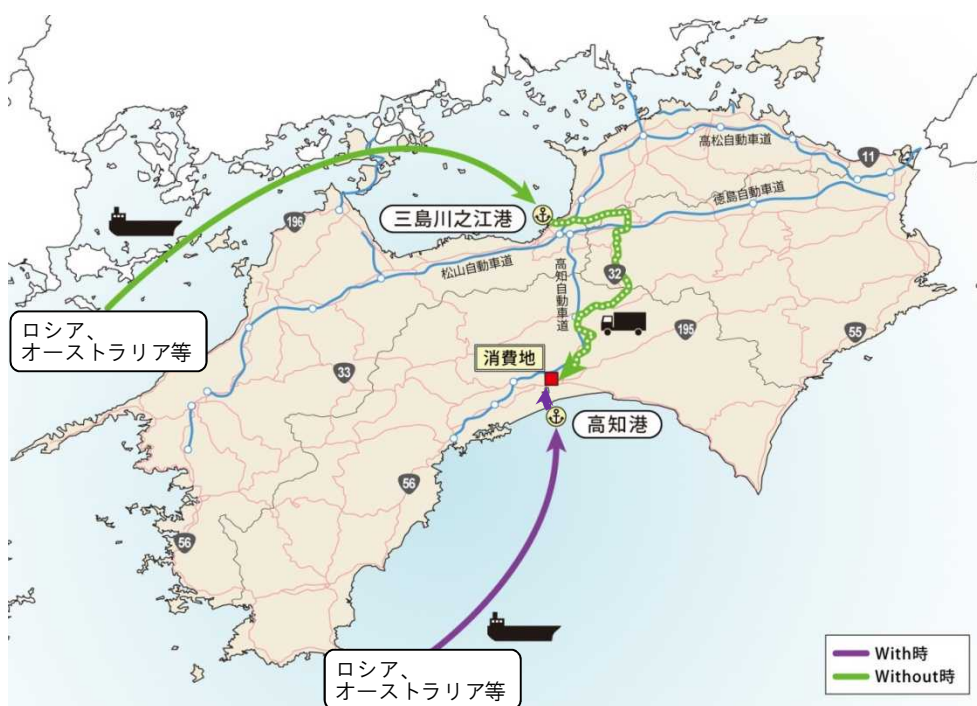 高松自動車道
11
徳島自動車道
三島川之江港
196
松山自動車道
高知自動車道
32
ロシア、
オーストラリア等
195
55
消費地
33
高知港
56
56
ロシア、
オーストラリア等
With時
Without時